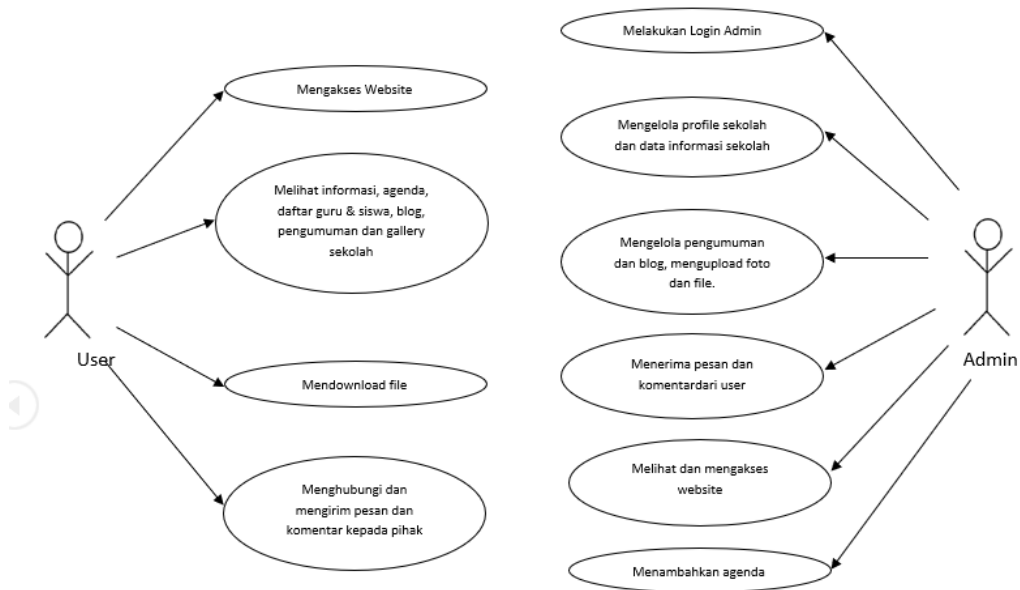 Mengakses Website
Melihat informasi, agenda,
daftar guru & siswa, blog,
pengumuman dan gallery
sekolah
User
Mendownload file
Menghubungi dan
mengirim pesan dan
komentar kepada pihak
Melakukan Login Admin
Mengelola profile sekolah
dan data informasi sekolah
Mengelola pengumuman
dan blog, mengupload foto
dan file.
Menerima pesan dan
komentardari user
Melihat dan mengakses
website
Menambahkan agenda
Admin